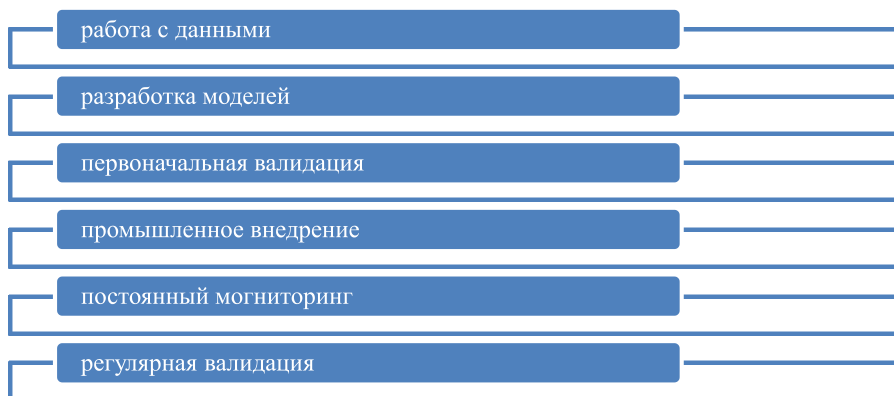 работа с данными
разработка моделей
первоначальная валидация
промышленное внедрение
постоянный могниторинг
регулярная валидация